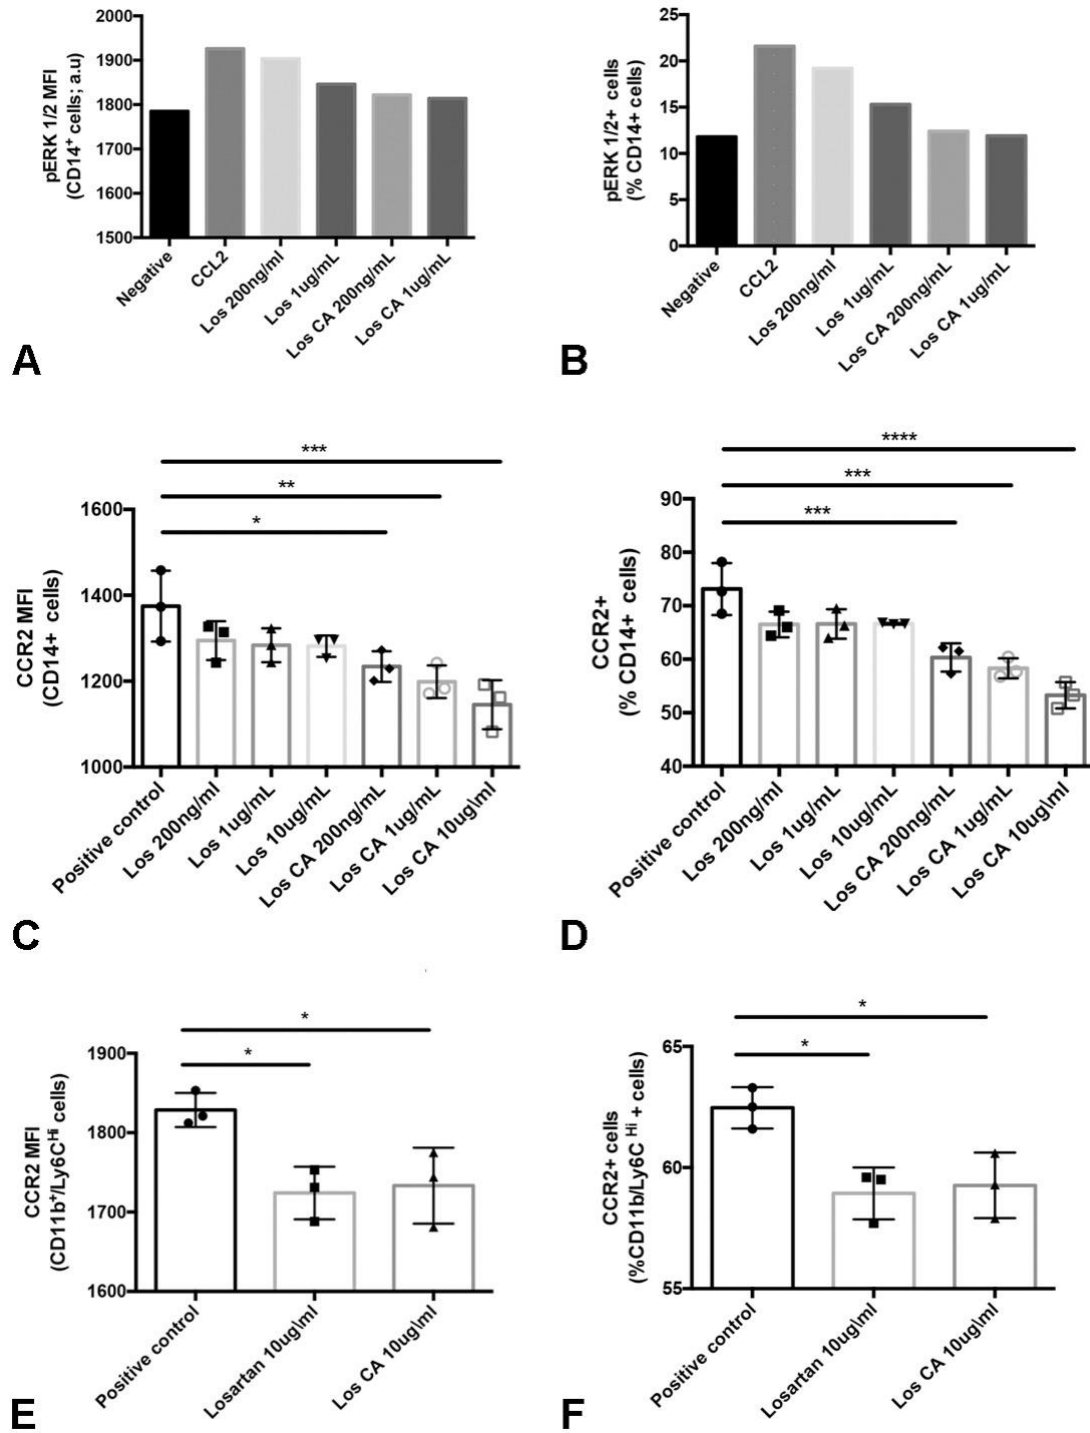 pERK 1/2 MFI
(CD14⁺ cells; a.u)
2000
1900
1800
1700
1600
1500
Negative
CCL2
Los 200ng/ml
Los 1ug/mL
Los CA 200ng/mL
Los CA 1ug/mL
A
pERK 1/2+ cells
(% CD14+ cells)
25
20
15
10
5
0
Negative
CCL2
Los 200ng/ml
Los 1ug/mL
Los CA 200ng/mL
Los CA 1ug/mL
B
***
**
*
CCR2 MFI
(CD14+ cells)
1600
1400
1200
1000
Positive control
Los 200ng/ml
Los 1ug/mL
Los 10ug/mL
Los CA 200ng/mL
Los CA 1ug/mL
Los CA 10ug\ml
C
****
***
***
CCR2+
(% CD14+ cells)
90
80
70
60
50
40
Positive control
Los 200ng/ml
Los 1ug/mL
Los 10ug/mL
Los CA 200ng/mL
Los CA 1ug/mL
Los CA 10ug\ml
D
*
*
CCR2 MFI
(CD11b⁺/Ly6Cᴴⁱ cells)
1900
1800
1700
1600
Positive control
Losartan 10ug\ml
Los CA 10ug\ml
E
*
*
CCR2+ cells
(%CD11b/Ly6C ᴴⁱ + cells)
65
60
55
Positive control
Losartan 10ug\ml
Los CA 10ug\ml
F